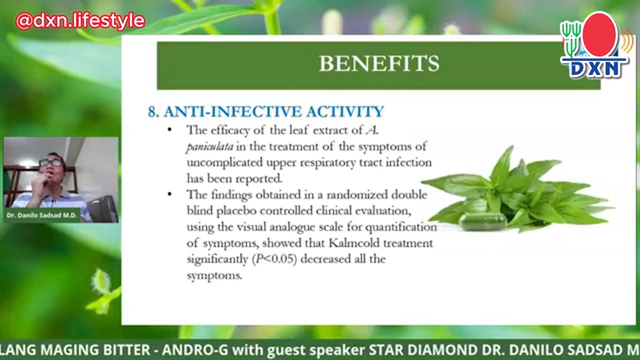 @dxn.lifestyle
DXN
BENEFITS
8. ANTI-INFECTIVE ACTIVITY
• The efficacy of the leaf extract of A.
paniculata in the treatment of the symptoms of
uncomplicated upper respiratory tract infection
has been reported.
• The findings obtained in a randomized double
blind placebo controlled clinical evaluation,
using the visual analogue scale for quantification
of symptoms, showed that Kalmcold treatment
significantly (P<0.05) decreased all the
symptoms.
Dr. Danilo Sadsad M.D.
LANG MAGING BITTER - ANDRO-G with guest speaker STAR DIAMOND DR. DANILO SADSAD M